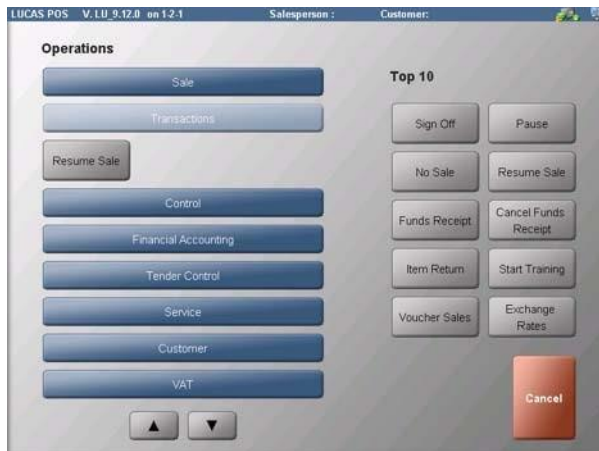 LUCAS POS V. LU_9.12.0 on 1-2-1 Salesperson : Customer:
Operations
Sale
Transactions
Resume Sale
Control
Financial Accounting
Tender Control
Service
Customer
VAT
Top 10
Sign Off Pause
No Sale Resume Sale
Funds Receipt Cancel Funds
Receipt
Item Return Start Training
Voucher Sales Exchange
Rates
Cancel